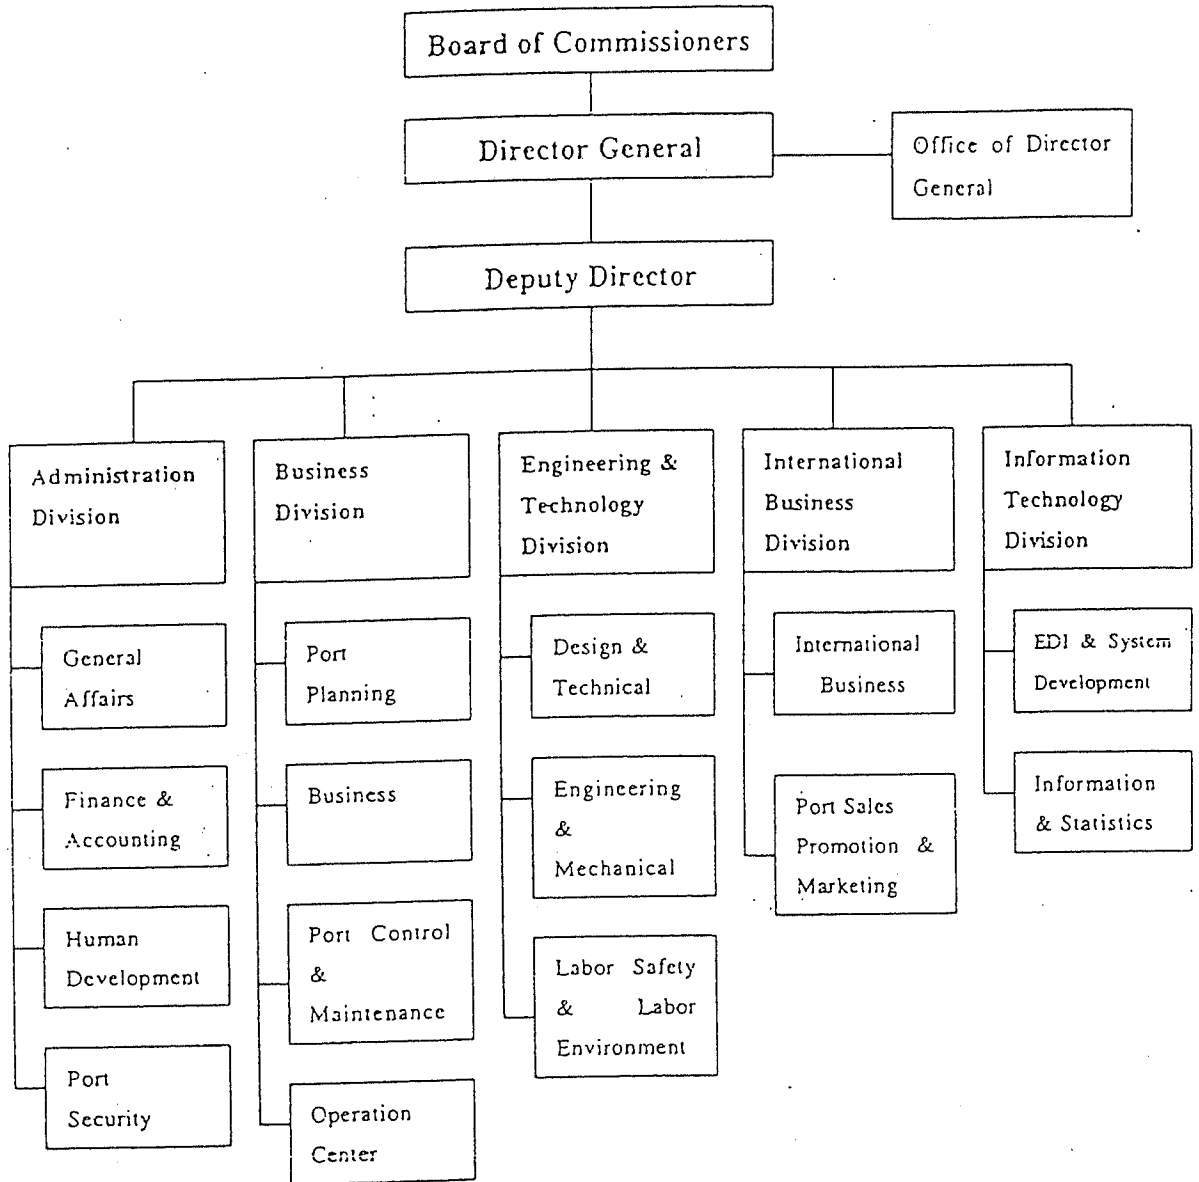 Board of Commissioners
Director General
Office of Director
General
Deputy Director
Administration
Division
General
Affairs
Finance &
Accounting
Human
Development
Port
Security
Business
Division
Port
Planning
Business
Port Control
&
Maintenance
Operation
Center
Engineering &
Technology
Division
Design &
Technical
Engineering
&
Mechanical
Labor Safety
& Labor
Environment
International
Business
Division
International
Business
Port Sales
Promotion &
Marketing
Information
Technology
Division
EDI & System
Development
Information
& Statistics